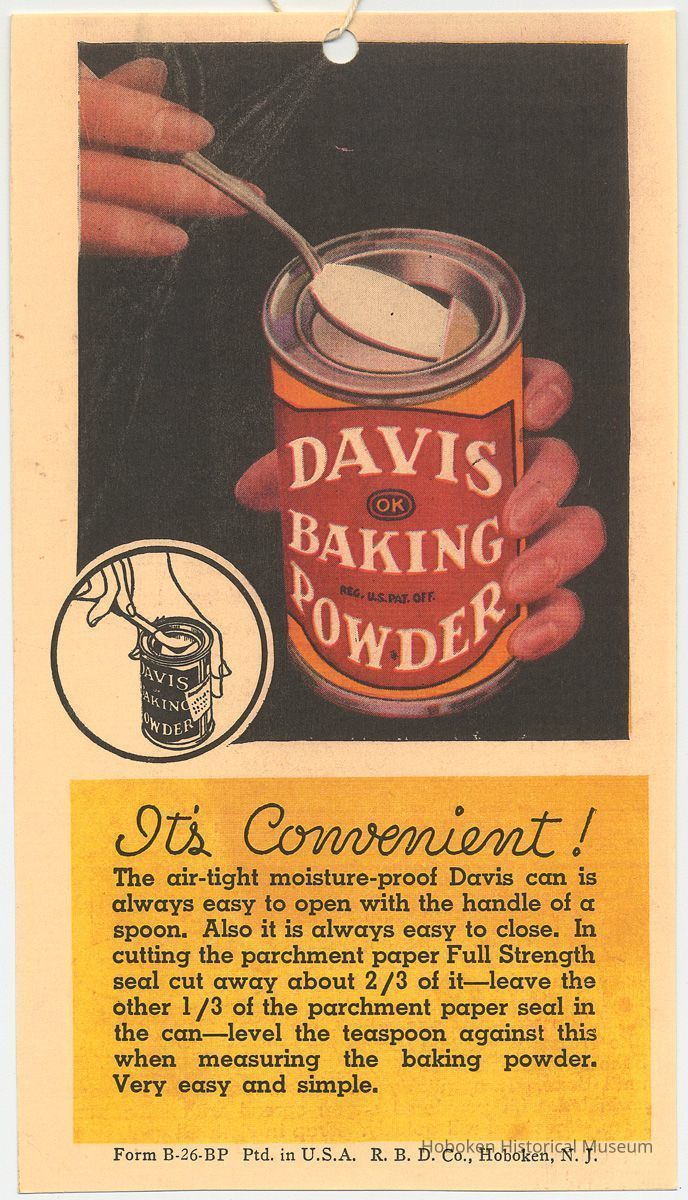 DAVIS
OK
BAKING
REG. U.S. PAT. OFF.
POWDER
DAVIS
AKING
OWDER
It's Convenient!
The air-tight moisture-proof Davis can is
always easy to open with the handle of a
spoon. Also it is always easy to close. In
cutting the parchment paper Full Strength
seal cut away about 2/3 of it—leave the
other 1/3 of the parchment paper seal in
the can—level the teaspoon against this
when measuring the baking powder.
Very easy and simple.
Hoboken Historical Museum
Form B-26-BP Ptd. in U.S.A. R. B. D. Co., Hoboken, N. J.